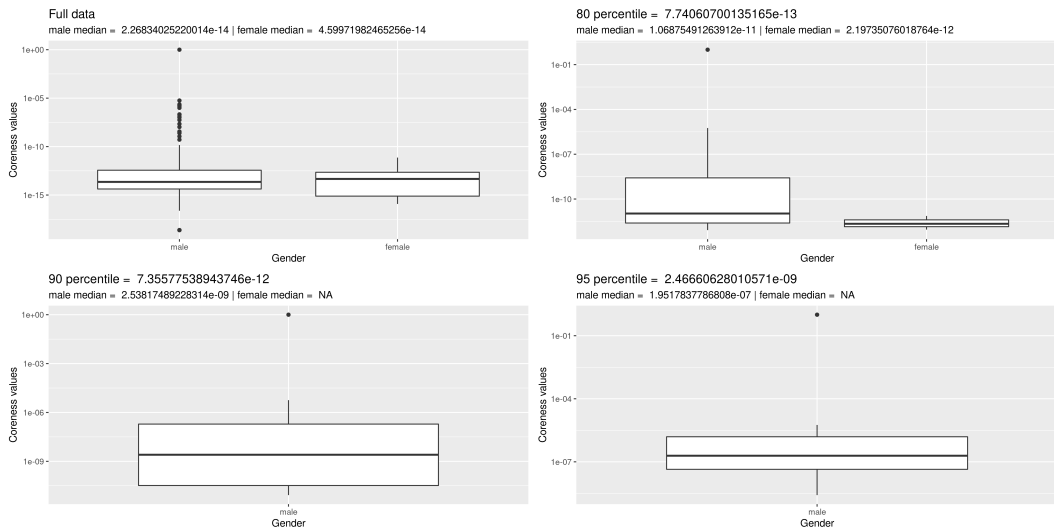 Full data
male median =  2.26834025220014e-14 | female median =  4.59971982465256e-14
1e+00
1e-05
1e-10
1e-15
Coreness values
male
female
Gender
80 percentile =  7.74060700135165e-13
male median =  1.06875491263912e-11 | female median =  2.19735076018764e-12
1e-01
1e-04
1e-07
1e-10
Coreness values
male
female
Gender
90 percentile =  7.35577538943746e-12
male median =  2.53817489228314e-09 | female median =  NA
1e+00
1e-03
1e-06
1e-09
Coreness values
male
Gender
95 percentile =  2.46660628010571e-09
male median =  1.9517837786808e-07 | female median =  NA
1e-01
1e-04
1e-07
Coreness values
male
Gender